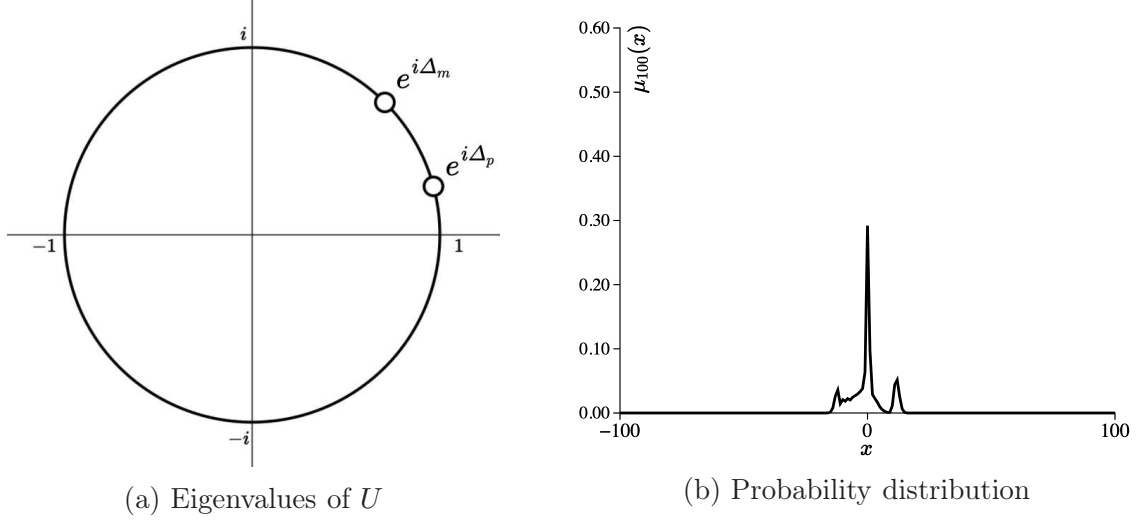 i
e^{iΔ_m}
e^{iΔ_p}
−1
1
−i
(a) Eigenvalues of U
0.60
μ₁₀₀(x)
0.50
0.40
0.30
0.20
0.10
0.00
−100
0
100
x
(b) Probability distribution